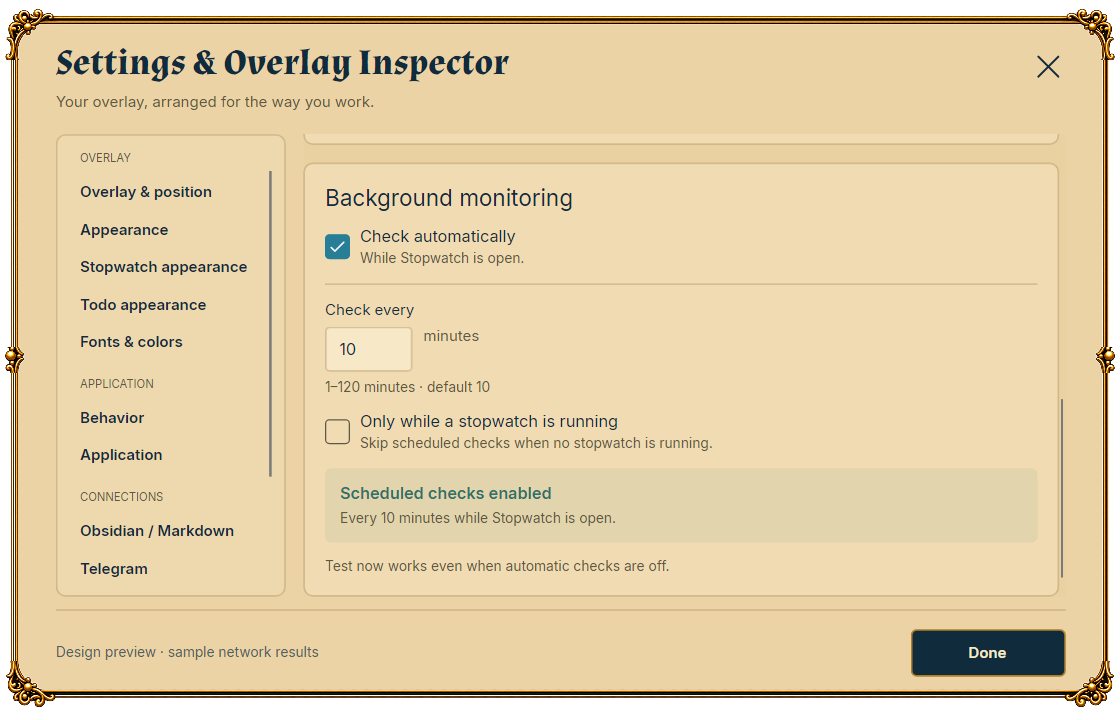 Settings & Overlay Inspector
Your overlay, arranged for the way you work.
OVERLAY
Overlay & position
Appearance
Stopwatch appearance
Todo appearance
Fonts & colors
APPLICATION
Behavior
Application
CONNECTIONS
Obsidian / Markdown
Telegram
Background monitoring
Check automatically
While Stopwatch is open.
Check every
10
minutes
1–120 minutes · default 10
Only while a stopwatch is running
Skip scheduled checks when no stopwatch is running.
Scheduled checks enabled
Every 10 minutes while Stopwatch is open.
Test now works even when automatic checks are off.
Design preview · sample network results
Done